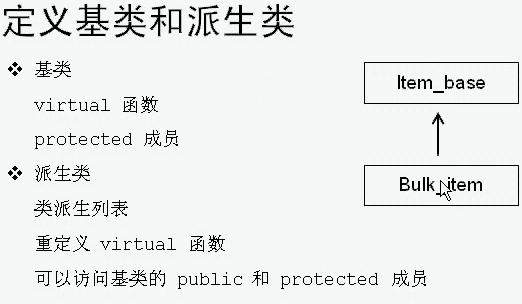 定义基类和派生类
❖ 基类
virtual 函数
protected 成员
❖ 派生类
类派生列表
重定义 virtual 函数
可以访问基类的 public 和 protected 成员
Item_base
Bulk_item